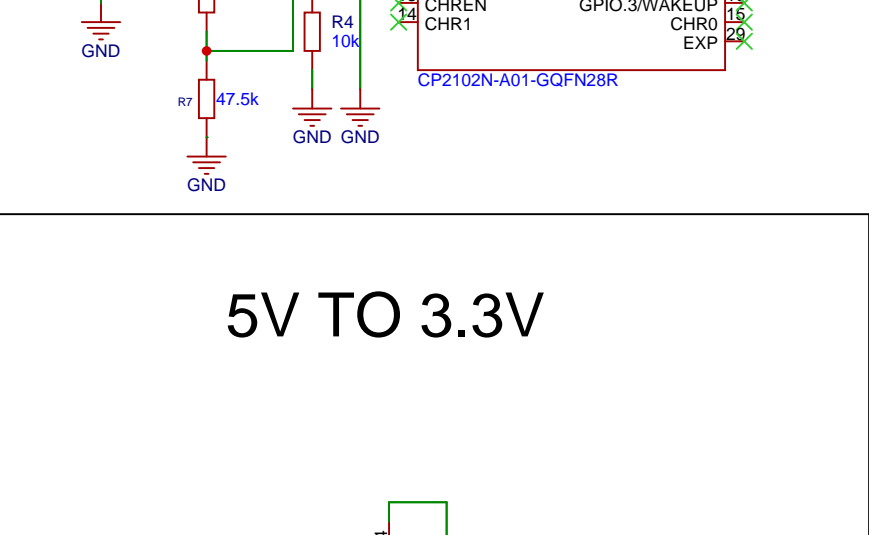 CHREN
GPIO.3/WAKEUP
14
CHR1
CHR0
15
EXP
29
GND
R4
10k
CP2102N-A01-GQFN28R
R7
47.5k
GND
GND
GND
5V TO 3.3V